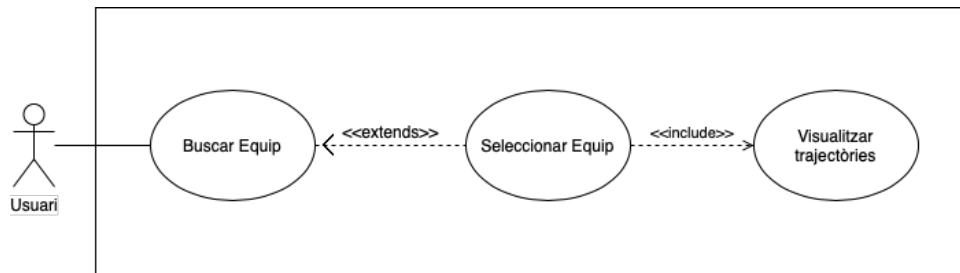 Usuari
Buscar Equip
<<extends>>
Seleccionar Equip
<<include>>
Visualitzar
trajectòries